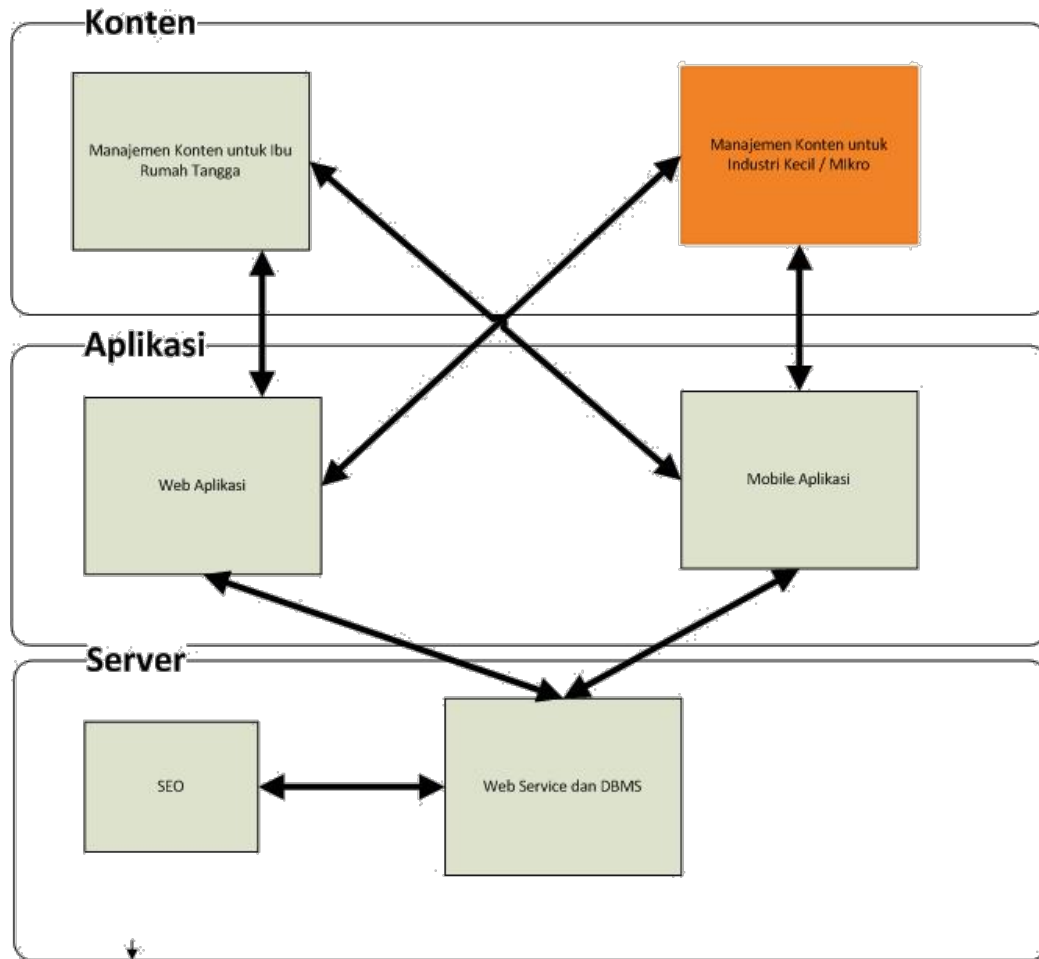 Konten
Manajemen Konten untuk Ibu
Rumah Tangga
Manajemen Konten untuk
Industri Kecil / MIkro
Aplikasi
Web Aplikasi
Mobile Aplikasi
Server
SEO
Web Service dan DBMS